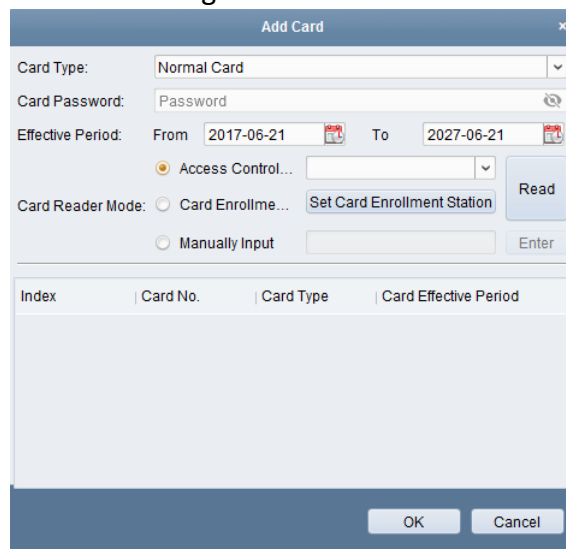 Add Card ×
Card Type: Normal Card
Card Password: Password
Effective Period: From 2017-06-21 To 2027-06-21
Access Control...
Read
Card Reader Mode: Card Enrollme... Set Card Enrollment Station
Manually Input Enter
Index Card No. Card Type Card Effective Period
OK Cancel